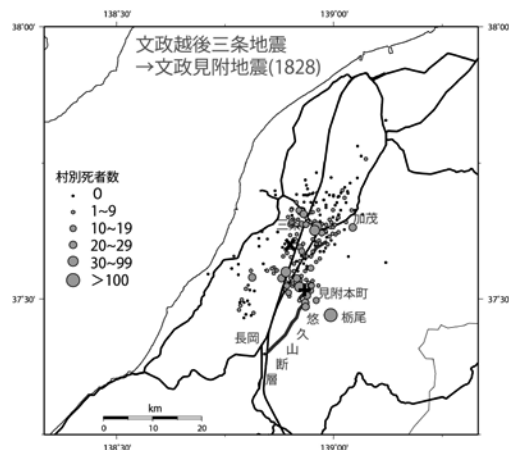 138°30' 139°00'
38°00' 38°00'
文政越後三条地震
→文政見附地震(1828)
村別死者数
0
1~9
10~19
20~29
30~99
＞100
加茂
三
37°30' 37°30'
見附本町
栃尾
長岡
悠
久
山
断
層
km
0 10 20
138°30' 139°00'